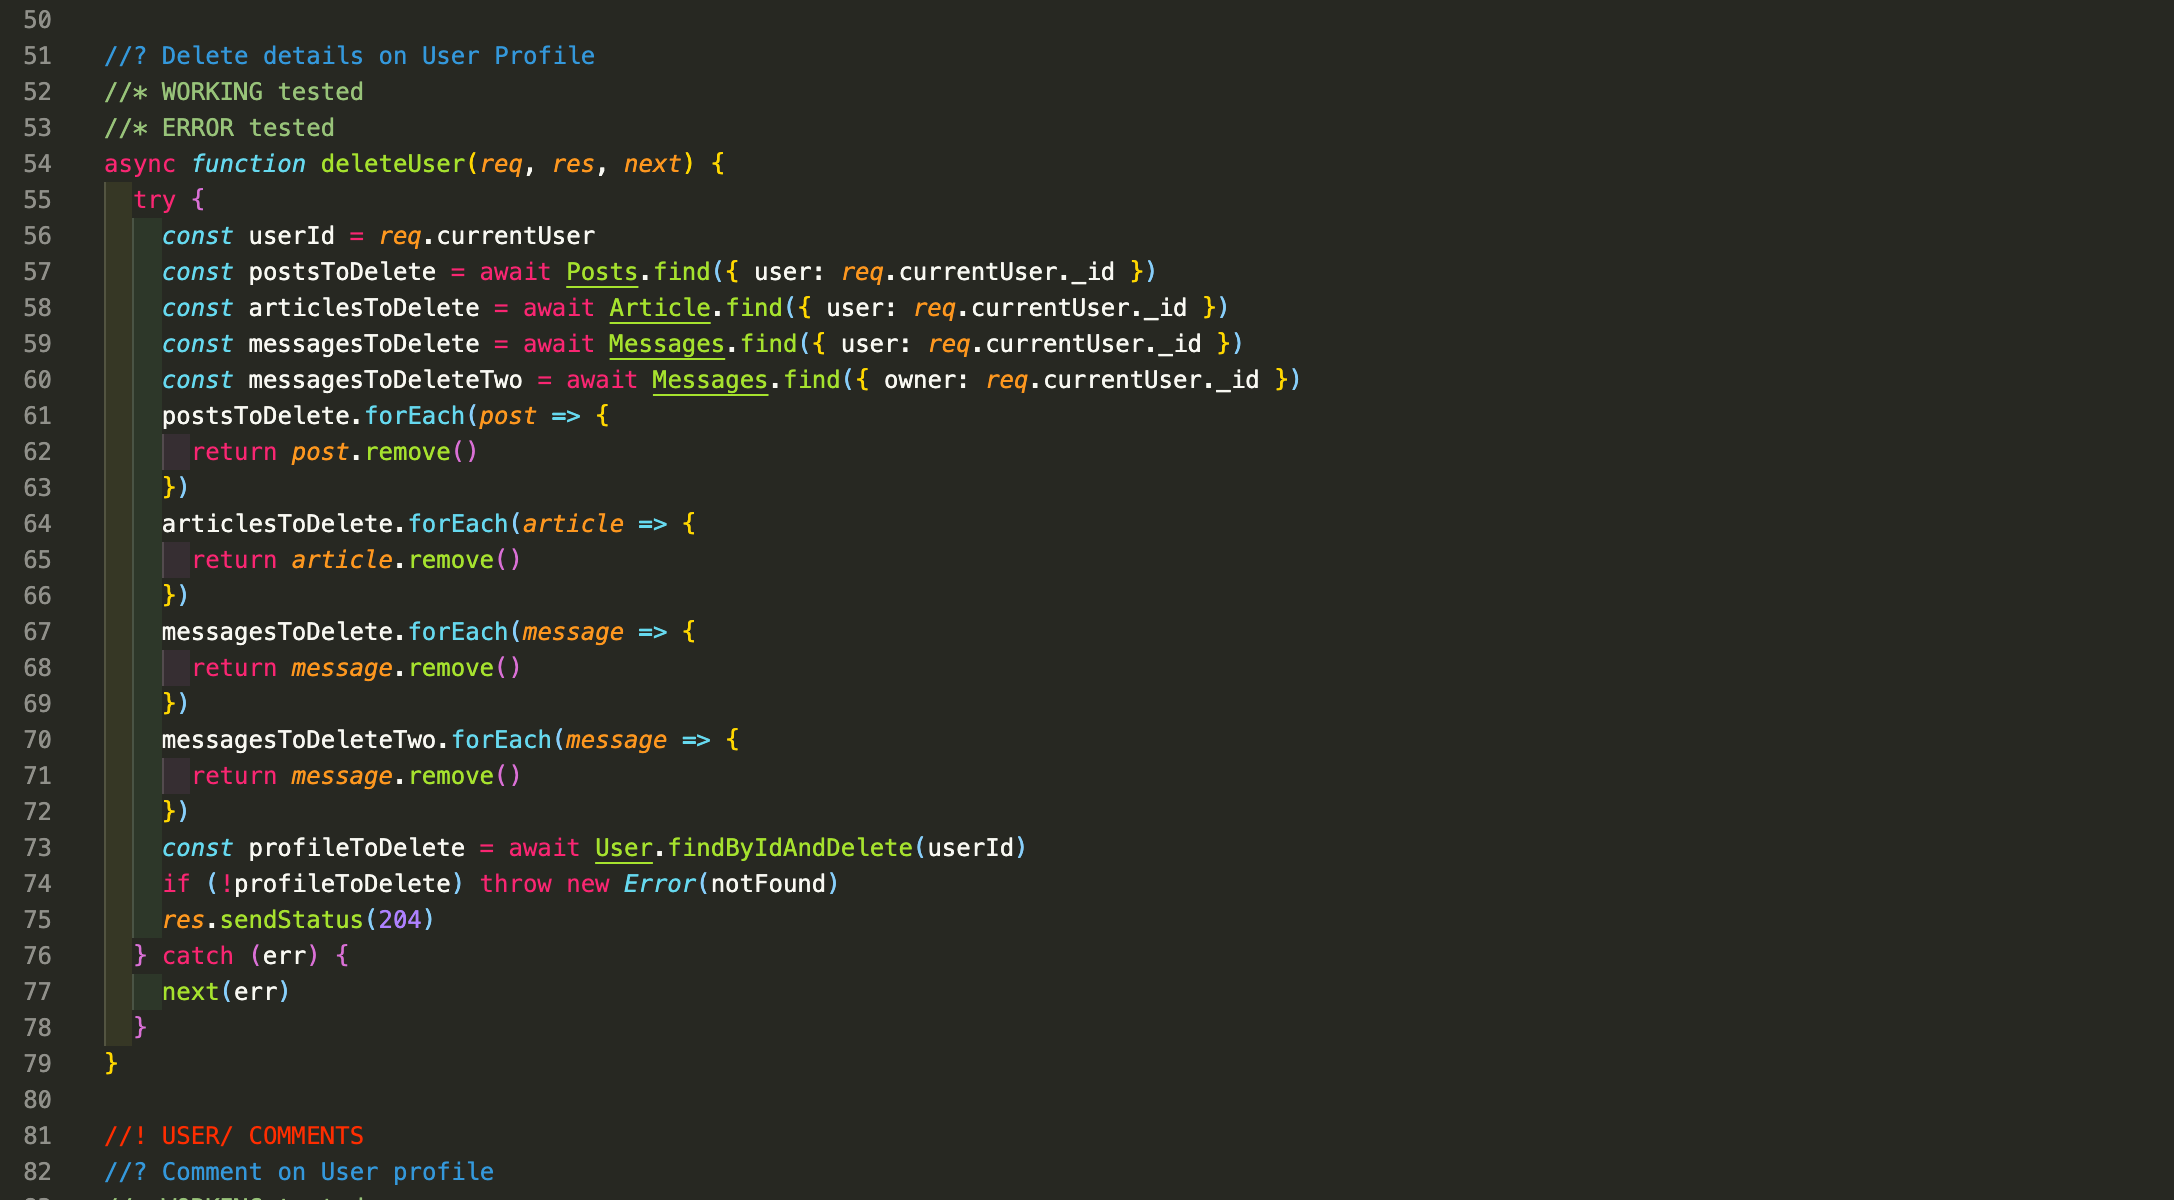 50
51 //? Delete details on User Profile
52 //* WORKING tested
53 //* ERROR tested
54 async function deleteUser(req, res, next) {
55   try {
56     const userId = req.currentUser
57     const postsToDelete = await Posts.find({ user: req.currentUser._id })
58     const articlesToDelete = await Article.find({ user: req.currentUser._id })
59     const messagesToDelete = await Messages.find({ user: req.currentUser._id })
60     const messagesToDeleteTwo = await Messages.find({ owner: req.currentUser._id })
61     postsToDelete.forEach(post => {
62       return post.remove()
63     })
64     articlesToDelete.forEach(article => {
65       return article.remove()
66     })
67     messagesToDelete.forEach(message => {
68       return message.remove()
69     })
70     messagesToDeleteTwo.forEach(message => {
71       return message.remove()
72     })
73     const profileToDelete = await User.findByIdAndDelete(userId)
74     if (!profileToDelete) throw new Error(notFound)
75     res.sendStatus(204)
76   } catch (err) {
77     next(err)
78   }
79 }
80
81 //! USER/ COMMENTS
82 //? Comment on User profile